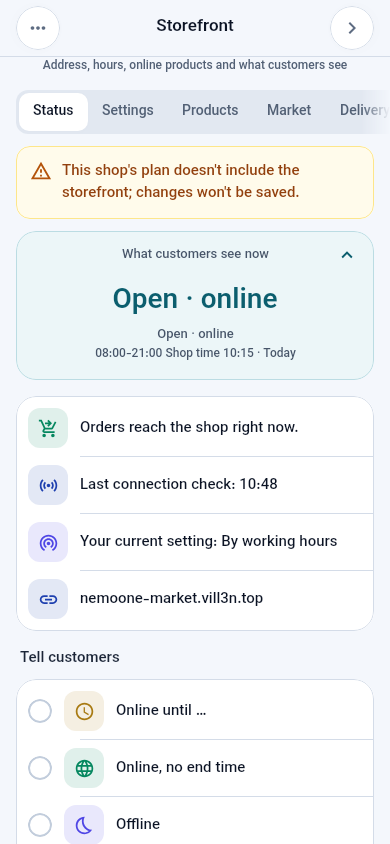 Storefront
Address, hours, online products and what customers see
Status
Settings
Products
Market
Delivery
This shop's plan doesn't include the
storefront; changes won't be saved.
What customers see now
Open · online
Open · online
08:00–21:00 Shop time 10:15 · Today
Orders reach the shop right now.
Last connection check: 10:48
Your current setting: By working hours
nemoone-market.vill3n.top
Tell customers
Online until …
Online, no end time
Offline